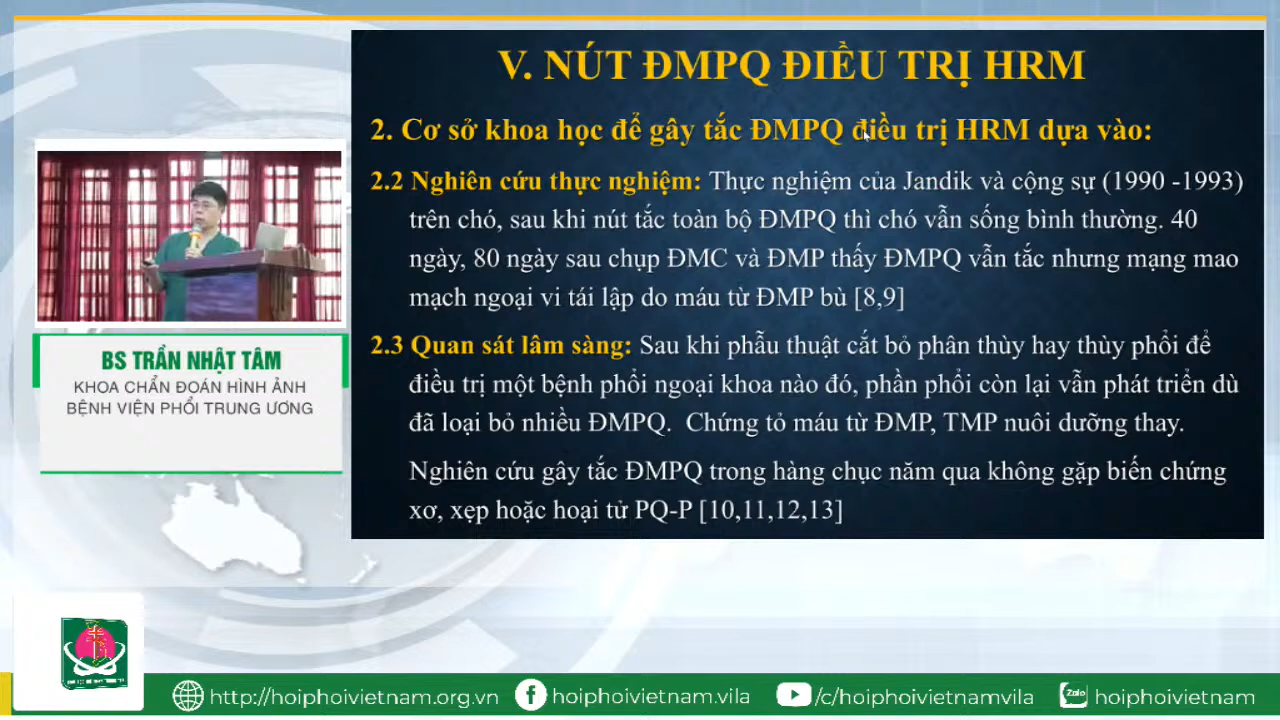 V. NÚT ĐMPQ ĐIỀU TRỊ HRM
2. Cơ sở khoa học để gây tắc ĐMPQ điều trị HRM dựa vào:
2.2 Nghiên cứu thực nghiệm: Thực nghiệm của Jandik và cộng sự (1990 -1993)
trên chó, sau khi nút tắc toàn bộ ĐMPQ thì chó vẫn sống bình thường. 40
ngày, 80 ngày sau chụp ĐMC và ĐMP thấy ĐMPQ vẫn tắc nhưng mạng mao
mạch ngoại vi tái lập do máu từ ĐMP bù [8,9]
2.3 Quan sát lâm sàng: Sau khi phẫu thuật cắt bỏ phân thùy hay thùy phổi để
điều trị một bệnh phổi ngoại khoa nào đó, phần phổi còn lại vẫn phát triển dù
đã loại bỏ nhiều ĐMPQ. Chứng tỏ máu từ ĐMP, TMP nuôi dưỡng thay.
Nghiên cứu gây tắc ĐMPQ trong hàng chục năm qua không gặp biến chứng
xơ, xẹp hoặc hoại tử PQ-P [10,11,12,13]
BS TRẦN NHẬT TÂM
KHOA CHẨN ĐOÁN HÌNH ẢNH
BỆNH VIỆN PHỔI TRUNG ƯƠNG
http://hoiphoivietnam.org.vn
hoiphoivietnam.vila
/c/hoiphoivietnamvila
Zalo
hoiphoivietnam